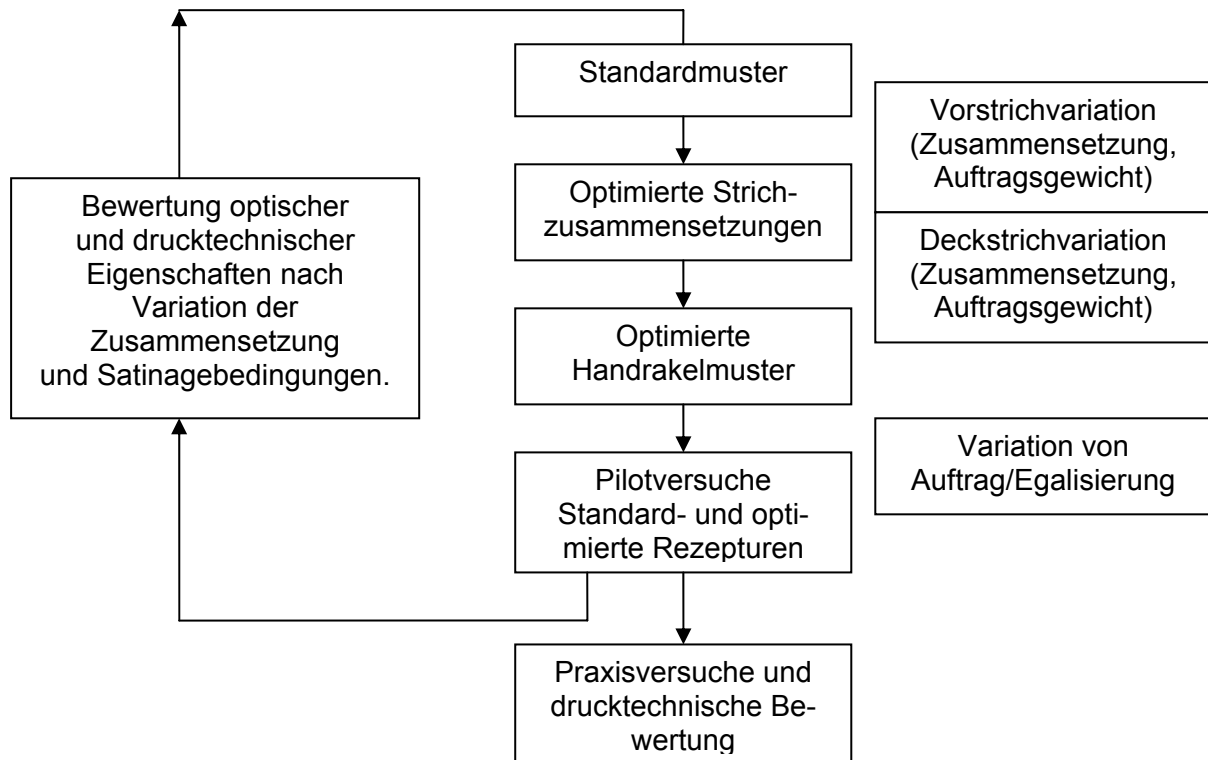 Standardmuster
Vorstrichvariation
(Zusammensetzung,
Auftragsgewicht)
Optimierte Strich-
zusammensetzungen
Bewertung optischer
und drucktechnischer
Eigenschaften nach
Variation der
Zusammensetzung
und Satinagebedingungen.
Deckstrichvariation
(Zusammensetzung,
Auftragsgewicht)
Optimierte
Handrakelmuster
Variation von
Auftrag/Egalisierung
Pilotversuche
Standard- und opti-
mierte Rezepturen
Praxisversuche und
drucktechnische Be-
wertung